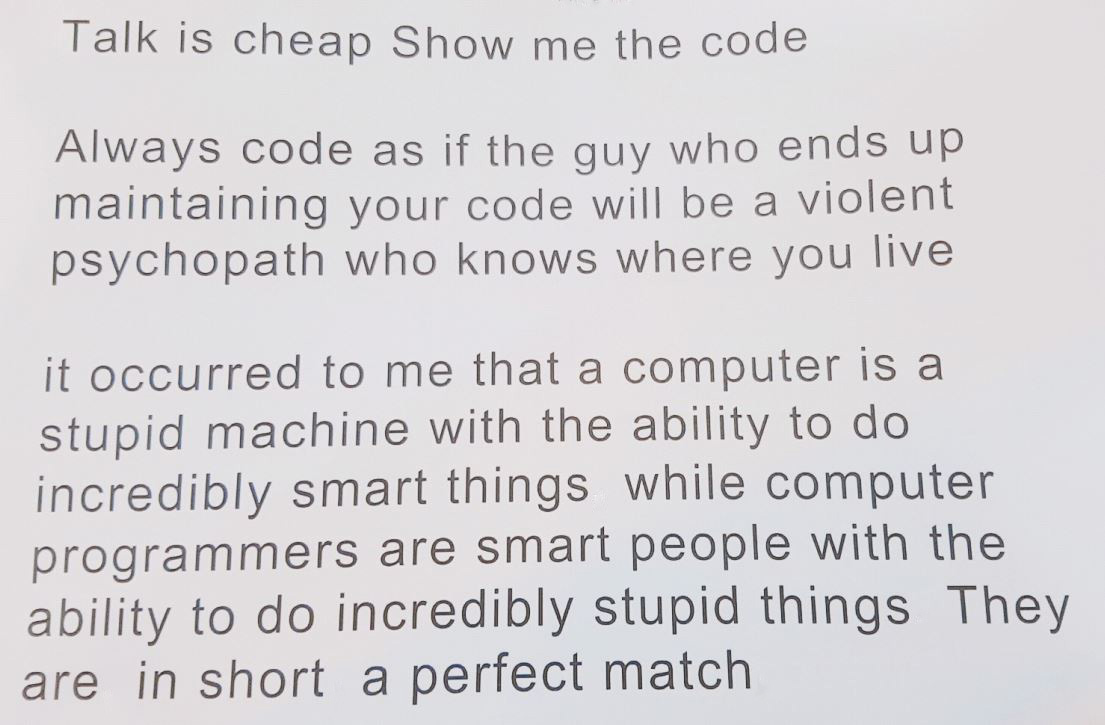 Talk is cheap Show me the code
Always code as if the guy who ends up
maintaining your code will be a violent
psychopath who knows where you live
it occurred to me that a computer is a
stupid machine with the ability to do
incredibly smart things while computer
programmers are smart people with the
ability to do incredibly stupid things They
are in short a perfect match